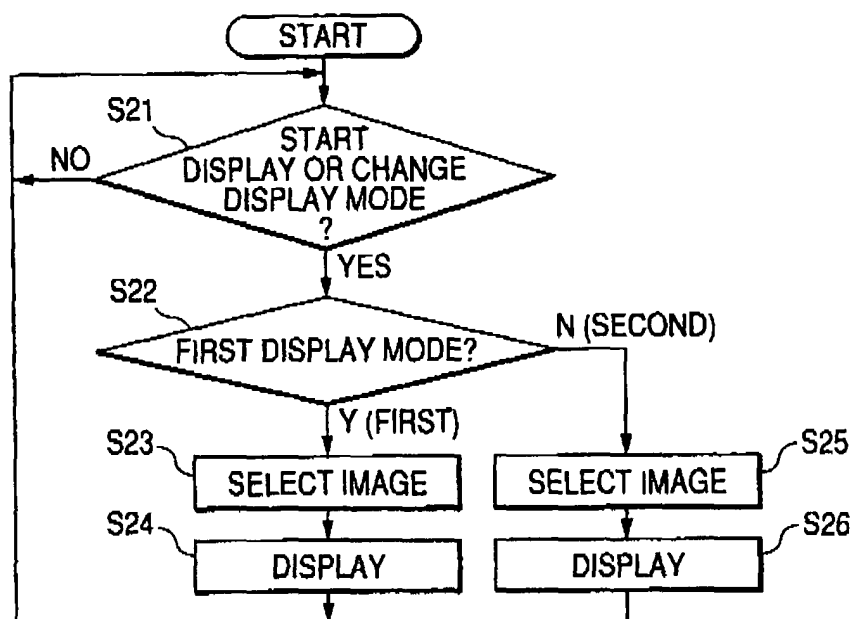 START
S21
START
DISPLAY OR CHANGE
DISPLAY MODE
?
NO
YES
S22
FIRST DISPLAY MODE?
N (SECOND)
Y (FIRST)
S23
SELECT IMAGE
S25
SELECT IMAGE
S24
DISPLAY
S26
DISPLAY